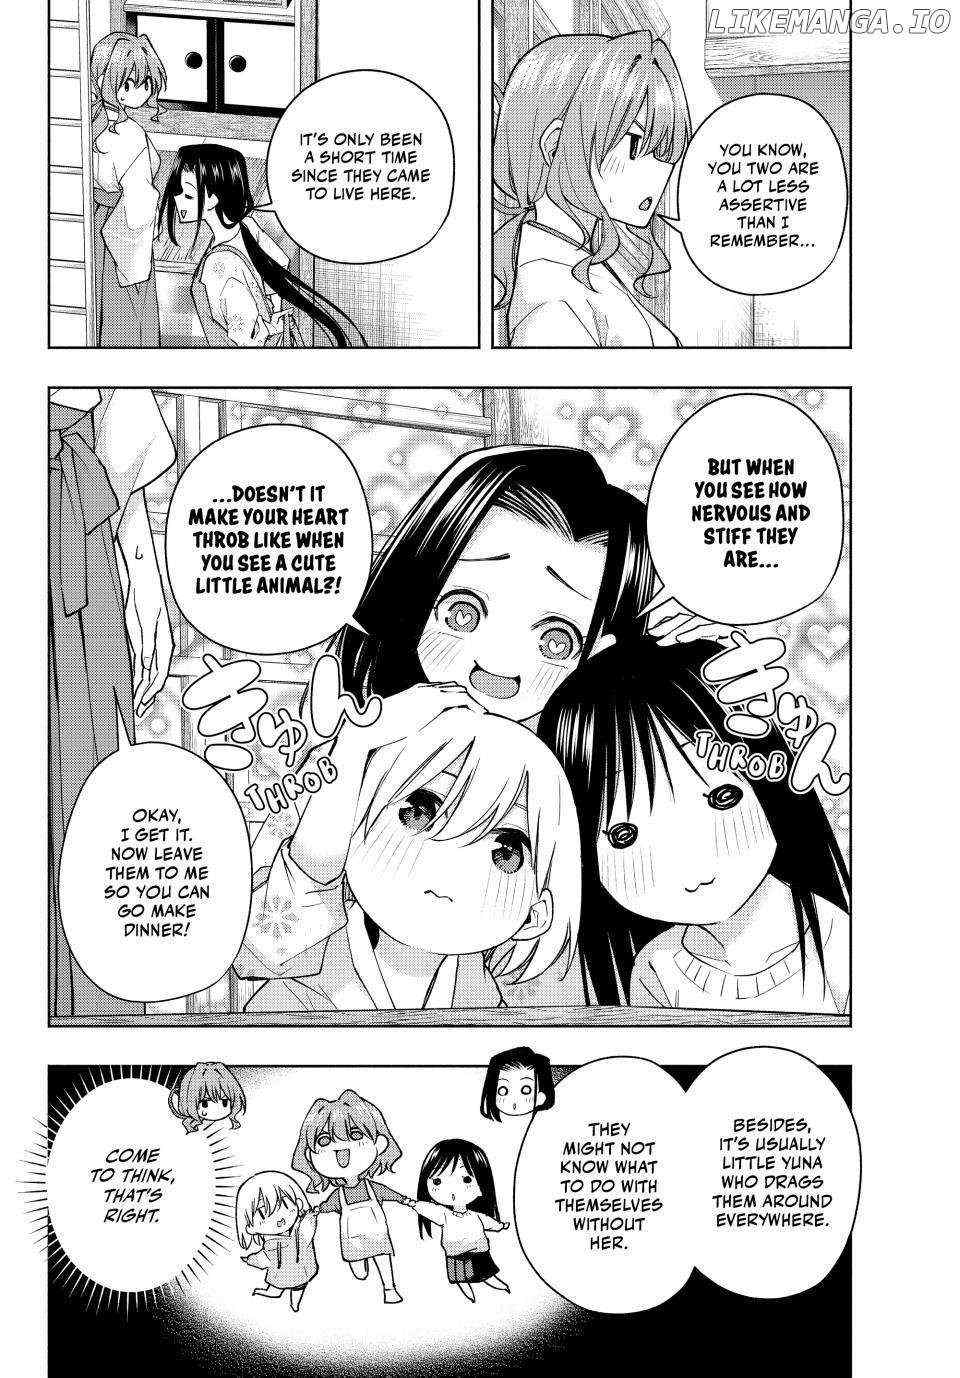 LIKEMANGA.IO
YOU KNOW,
YOU TWO ARE
A LOT LESS
ASSERTIVE
THAN I
REMEMBER...
IT'S ONLY BEEN
A SHORT TIME
SINCE THEY CAME
TO LIVE HERE.
BUT WHEN
YOU SEE HOW
NERVOUS AND
STIFF THEY
ARE...
...DOESN'T IT
MAKE YOUR HEART
THROB LIKE WHEN
YOU SEE A CUTE
LITTLE ANIMAL?!
きゅん
THROB
きゅん
THROB
OKAY,
I GET IT.
NOW LEAVE
THEM TO ME
SO YOU CAN
GO MAKE
DINNER!
BESIDES,
IT'S USUALLY
LITTLE YUNA
WHO DRAGS
THEM AROUND
EVERYWHERE.
THEY
MIGHT NOT
KNOW WHAT
TO DO WITH
THEMSELVES
WITHOUT
HER.
COME
TO THINK,
THAT'S
RIGHT.